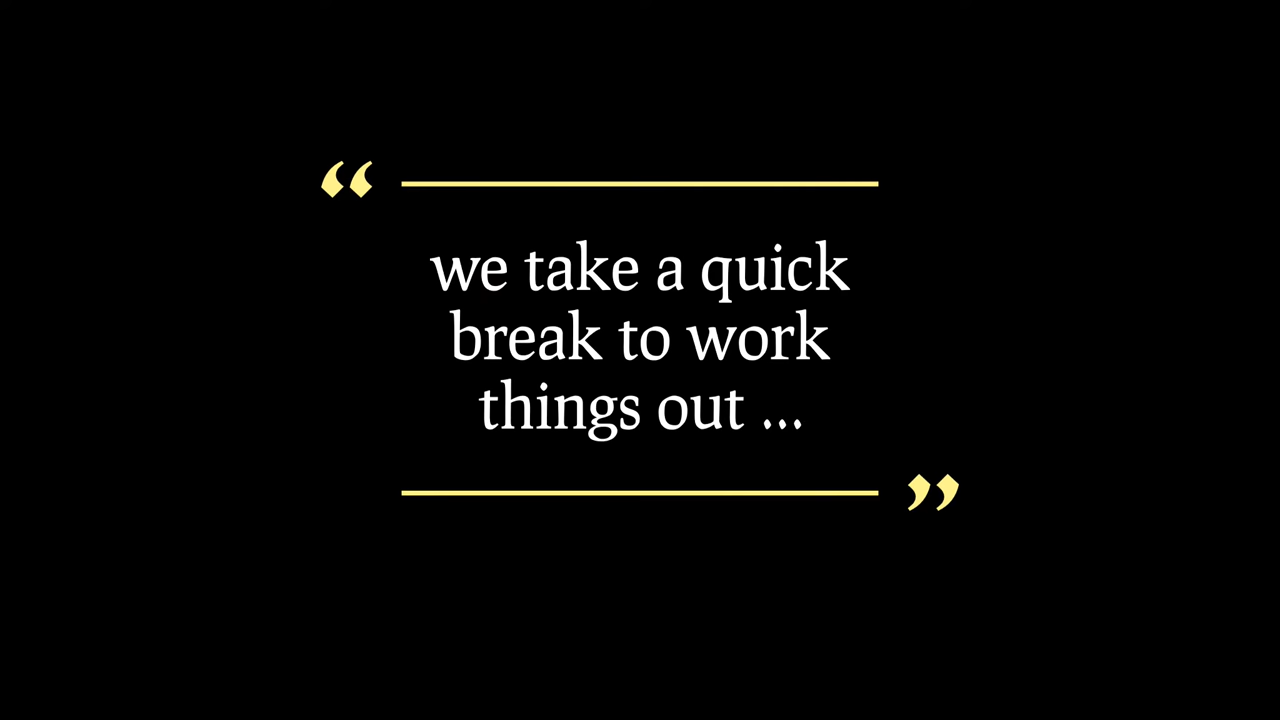 “
we take a quick
break to work
things out ...
”